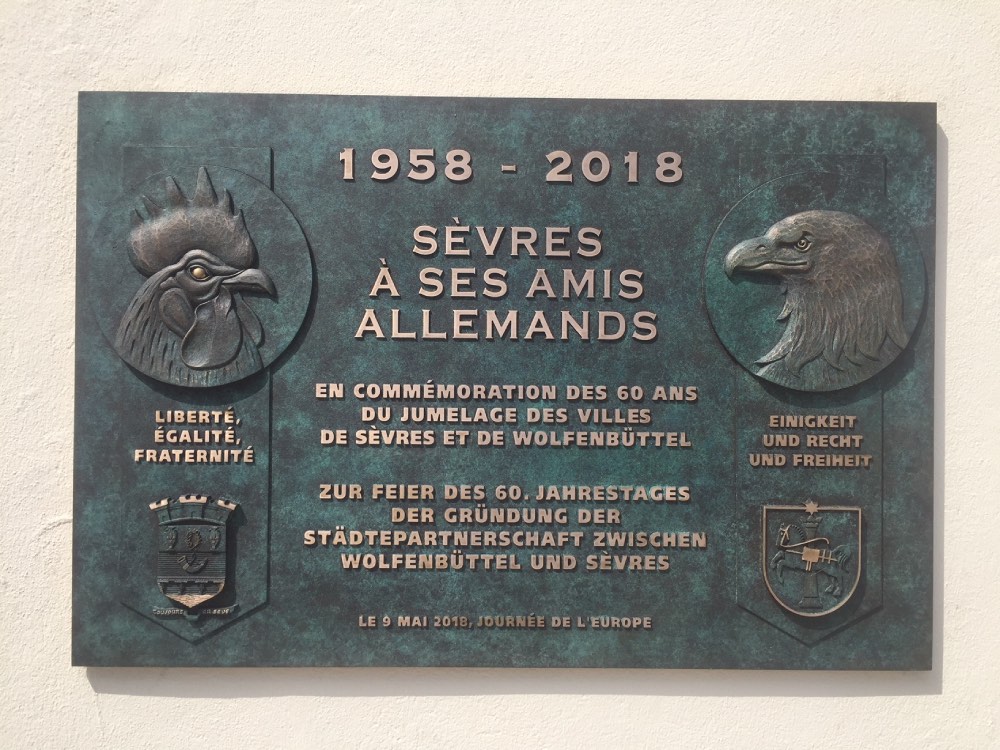 1958 - 2018
SÈVRES
À SES AMIS
ALLEMANDS
EN COMMÉMORATION DES 60 ANS
DU JUMELAGE DES VILLES
DE SÈVRES ET DE WOLFENBÜTTEL
ZUR FEIER DES 60. JAHRESTAGES
DER GRÜNDUNG DER
STÄDTEPARTNERSCHAFT ZWISCHEN
WOLFENBÜTTEL UND SÈVRES
LE 9 MAI 2018, JOURNÉE DE L'EUROPE
LIBERTÉ,
ÉGALITÉ,
FRATERNITÉ
EINIGKEIT
UND RECHT
UND FREIHEIT